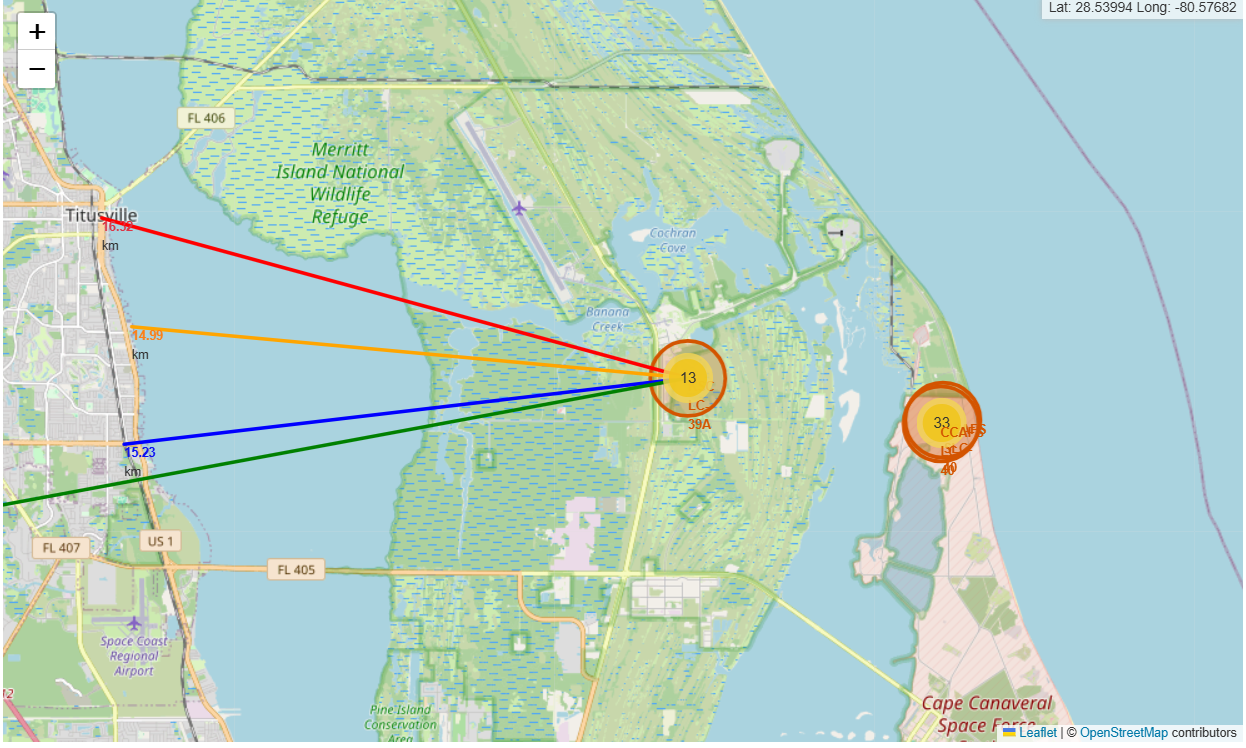 +
−
Lat: 28.53994 Long: -80.57682
FL 406
Merritt
Island National
Wildlife
Refuge
Titusville
16.32
km
Cochran
Cove
Banana
Creek
14.99
km
13
LC-
39A
33
CCAFS
40
15.23
km
FL 407
US 1
FL 405
Space Coast
Regional
Airport
12
Pine Island
Conservation
Area
Cape Canaveral
Space Force
Leaflet | © OpenStreetMap contributors